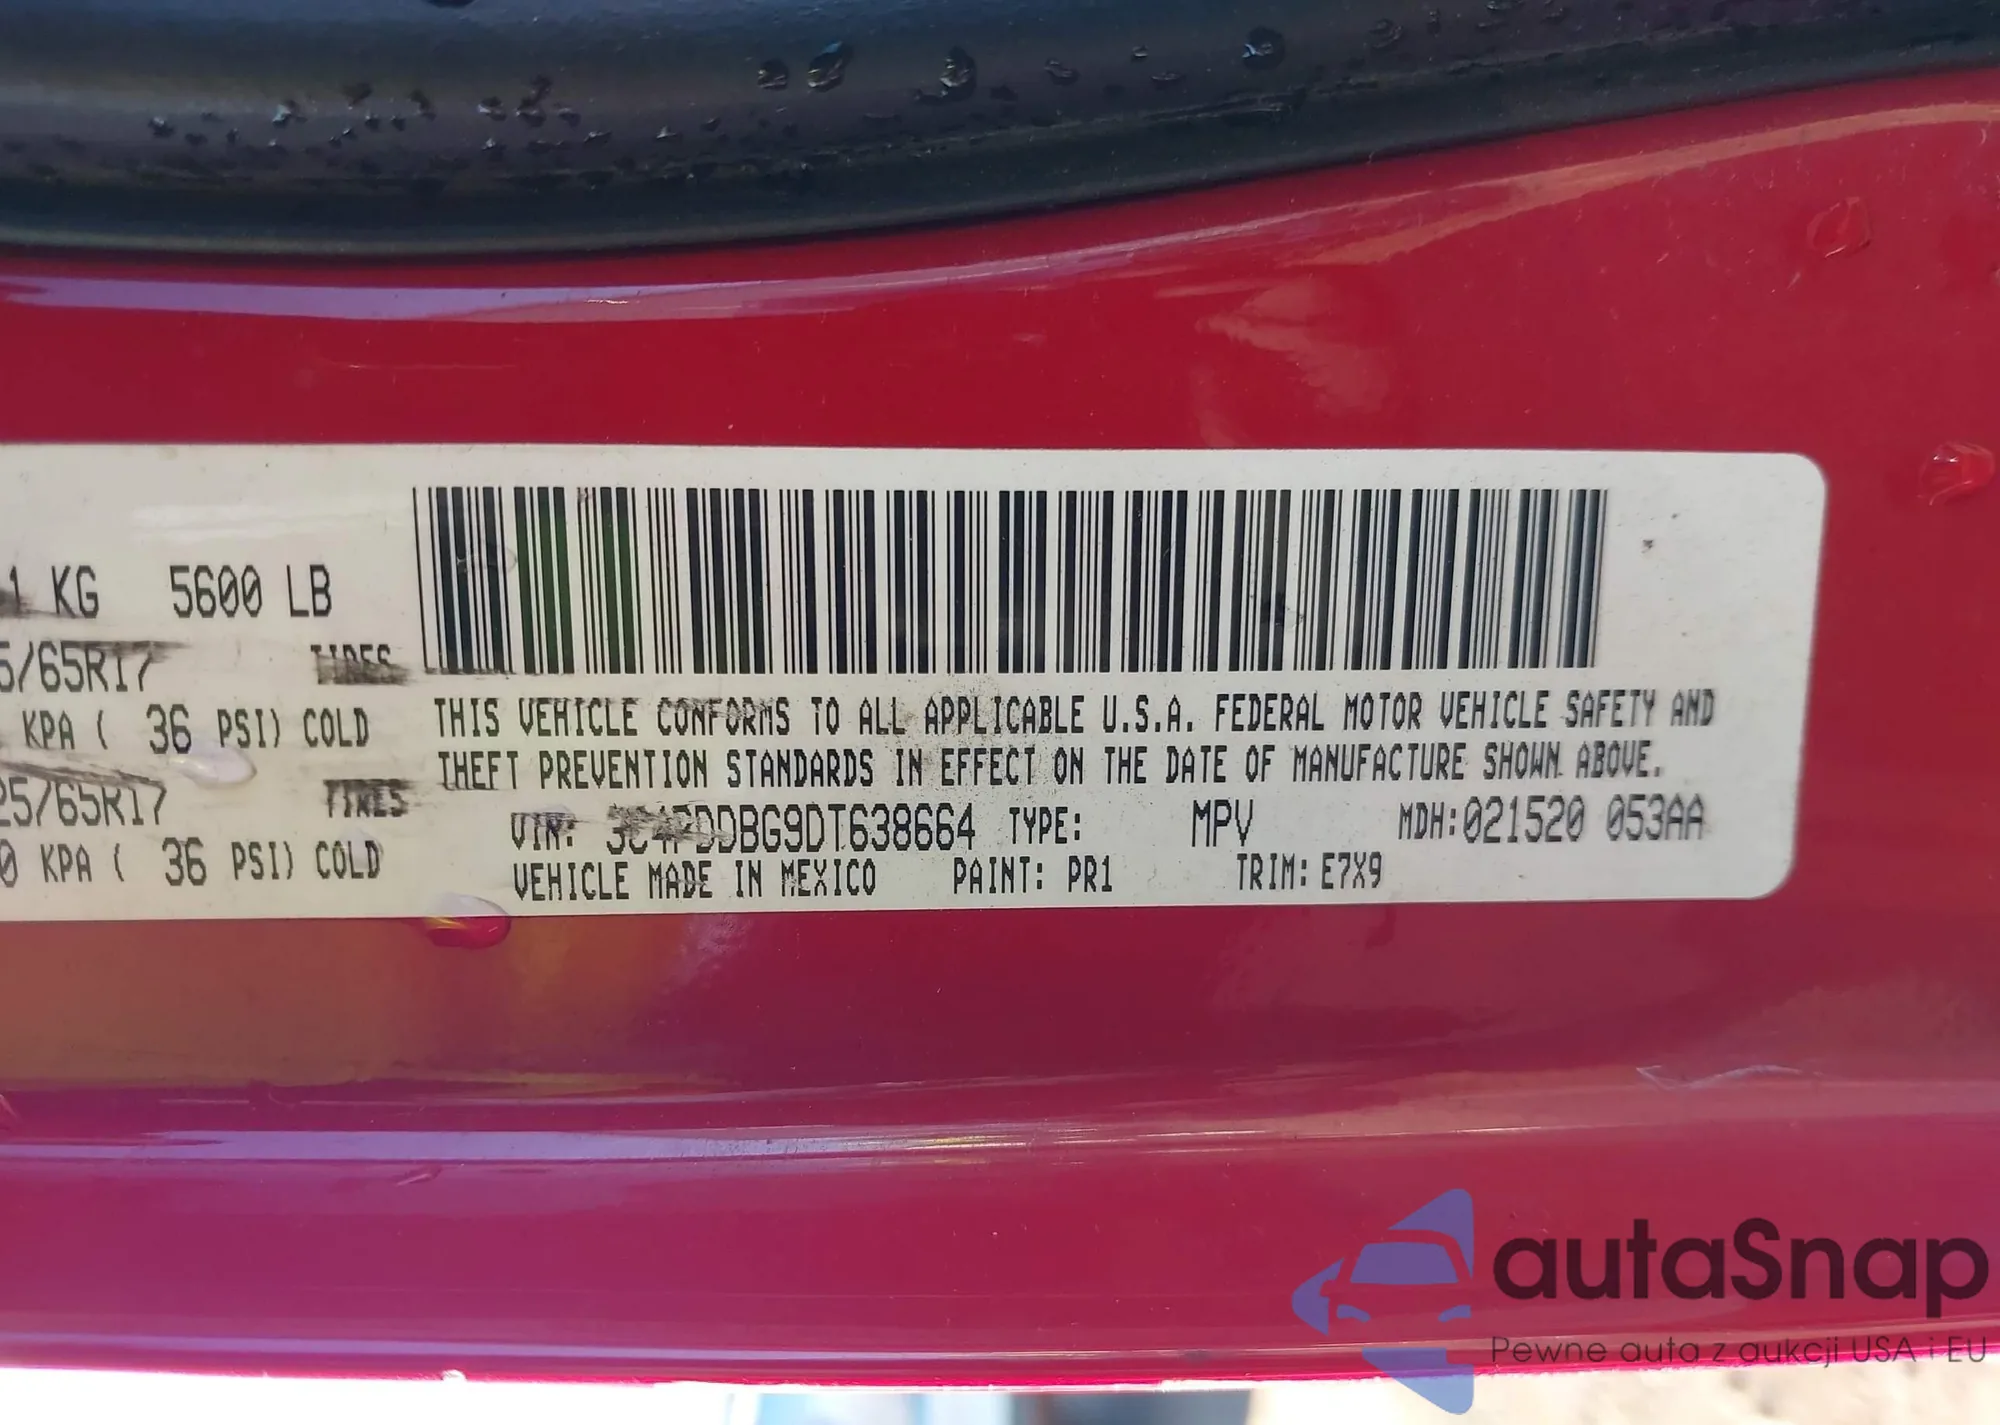 1 KG 5600 LB
5/65R17 TIRES
KPA ( 36 PSI) COLD
25/65R17 TIRES
0 KPA ( 36 PSI) COLD
THIS VEHICLE CONFORMS TO ALL APPLICABLE U.S.A. FEDERAL MOTOR VEHICLE SAFETY AND
THEFT PREVENTION STANDARDS IN EFFECT ON THE DATE OF MANUFACTURE SHOWN ABOVE.
VIN: 3C4PDDBG9DT638664 TYPE: MPV MDH:021520 053AA
VEHICLE MADE IN MEXICO PAINT: PR1 TRIM: E7X9
autaSnap
Pewne auta z aukcji USA i EU